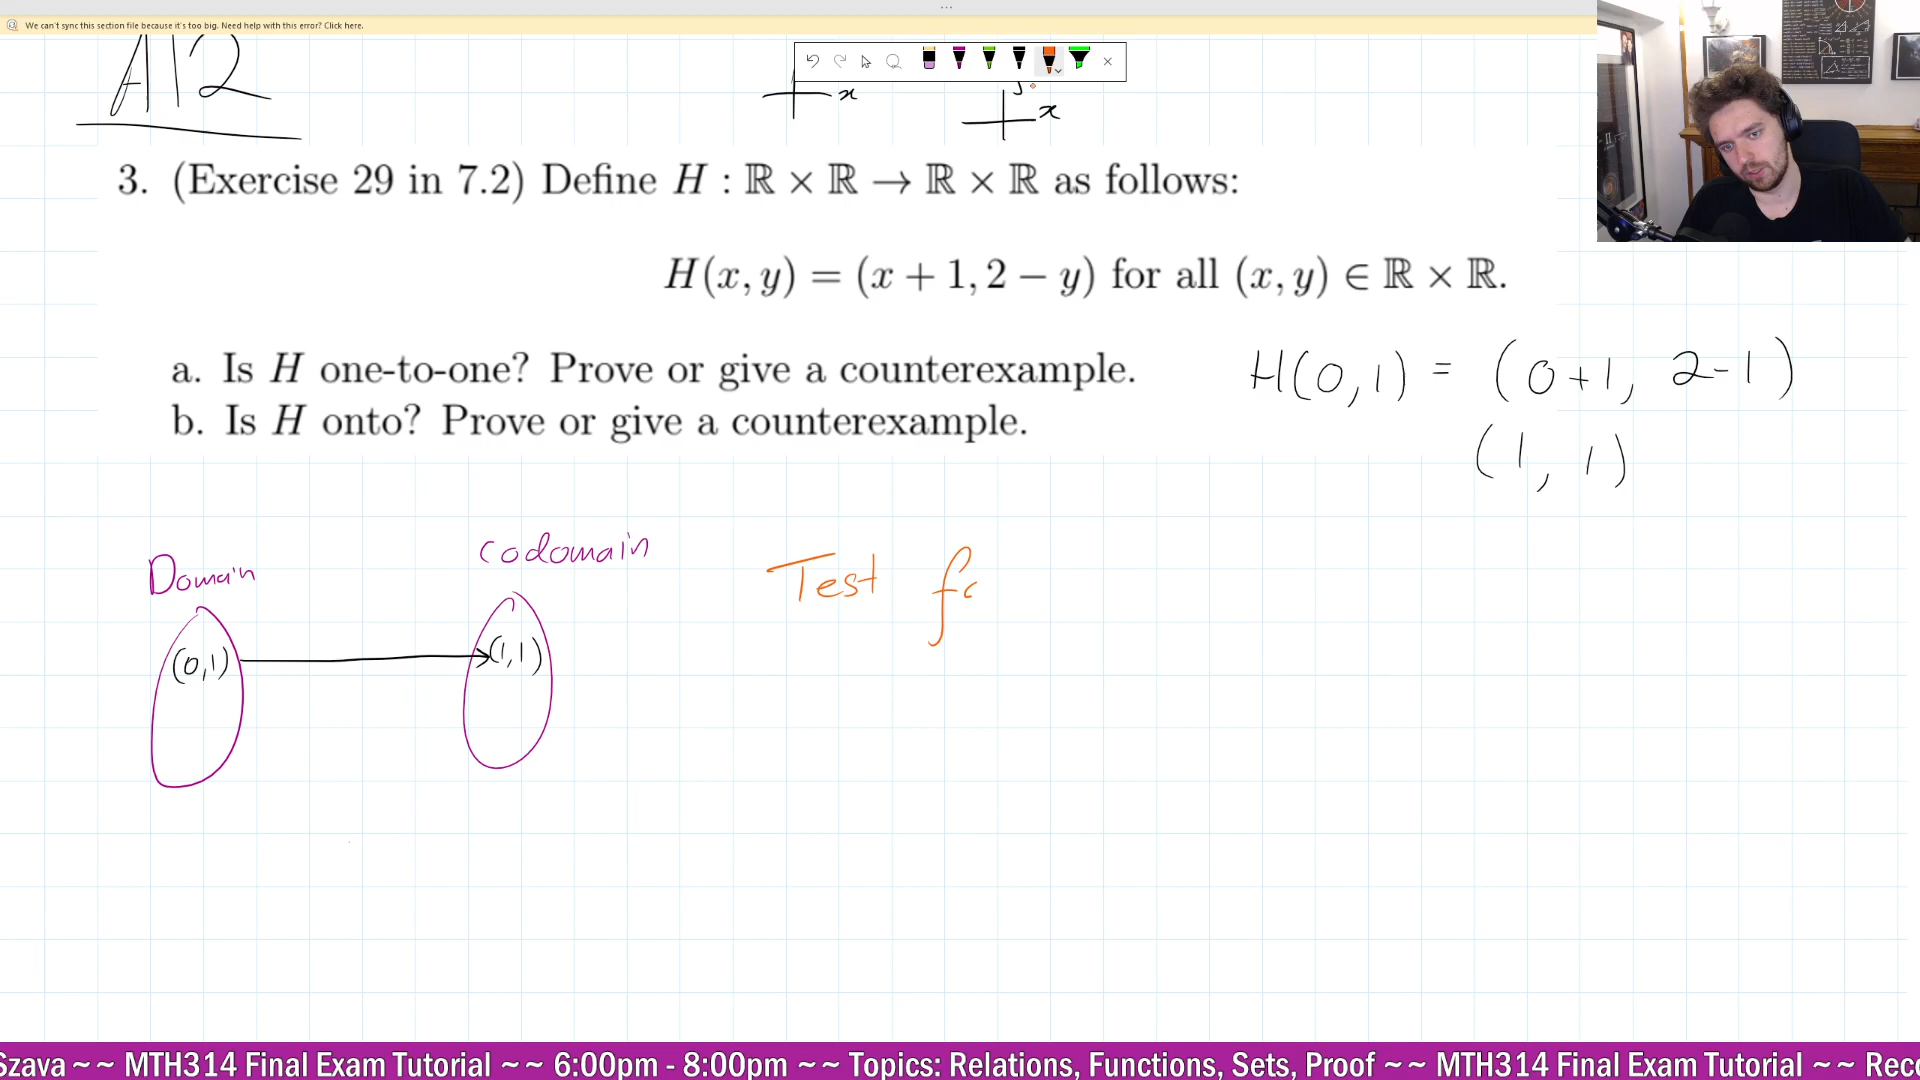 We can't sync this section file because it's too big. Need help with this error? Click here.
A12
x
x
3. (Exercise 29 in 7.2) Define H : ℝ × ℝ → ℝ × ℝ as follows:
H(x, y) = (x + 1, 2 − y) for all (x, y) ∈ ℝ × ℝ.
a. Is H one-to-one? Prove or give a counterexample.
b. Is H onto? Prove or give a counterexample.
H(0,1) = (0+1, 2-1)
(1, 1)
Domain
codomain
(0,1)
(1,1)
Test fo
Szava ~ ~ MTH314 Final Exam Tutorial ~ ~ 6:00pm - 8:00pm ~ ~ Topics: Relations, Functions, Sets, Proof ~ ~ MTH314 Final Exam Tutorial ~ ~ Reco